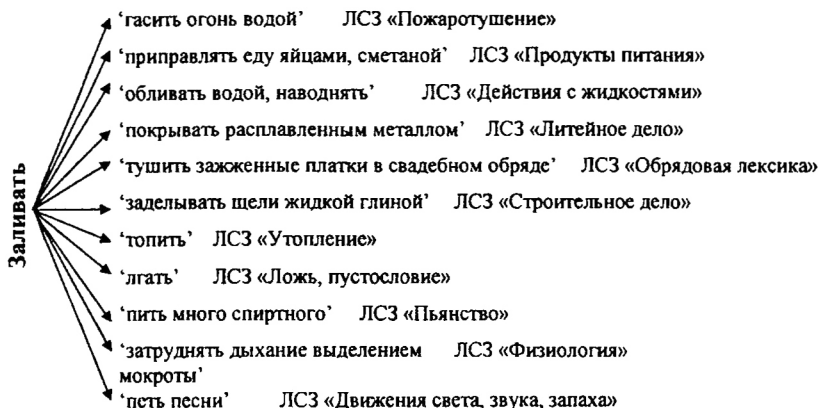 ‘гасить огонь водой’ ЛСЗ «Пожаротушение»
‘приправлять еду яйцами, сметаной’ ЛСЗ «Продукты питания»
‘обливать водой, наводнять’ ЛСЗ «Действия с жидкостями»
‘покрывать расплавленным металлом’ ЛСЗ «Литейное дело»
‘тушить зажженные платки в свадебном обряде’ ЛСЗ «Обрядовая лексика»
Заливать
‘заделывать щели жидкой глиной’ ЛСЗ «Строительное дело»
‘топить’ ЛСЗ «Утопление»
‘лгать’ ЛСЗ «Ложь, пустословие»
‘пить много спиртного’ ЛСЗ «Пьянство»
‘затруднять дыхание выделением ЛСЗ «Физиология»
мокроты’
‘петь песни’ ЛСЗ «Движения света, звука, запаха»